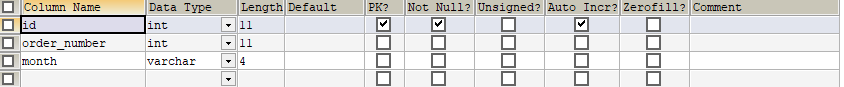 Column Name Data Type Length Default PK? Not Null? Unsigned? Auto Incr? Zerofill? Comment
id int 11
order_number int 11
month varchar 4